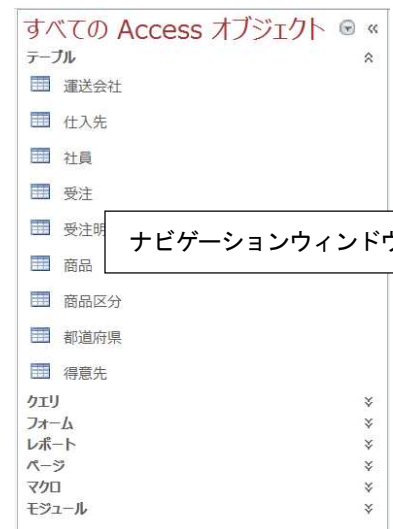 すべての Access オブジェクト
テーブル
運送会社
仕入先
社員
受注
受注明
ナビゲーションウィンドウ
商品
商品区分
都道府県
得意先
クエリ
フォーム
レポート
ページ
マクロ
モジュール